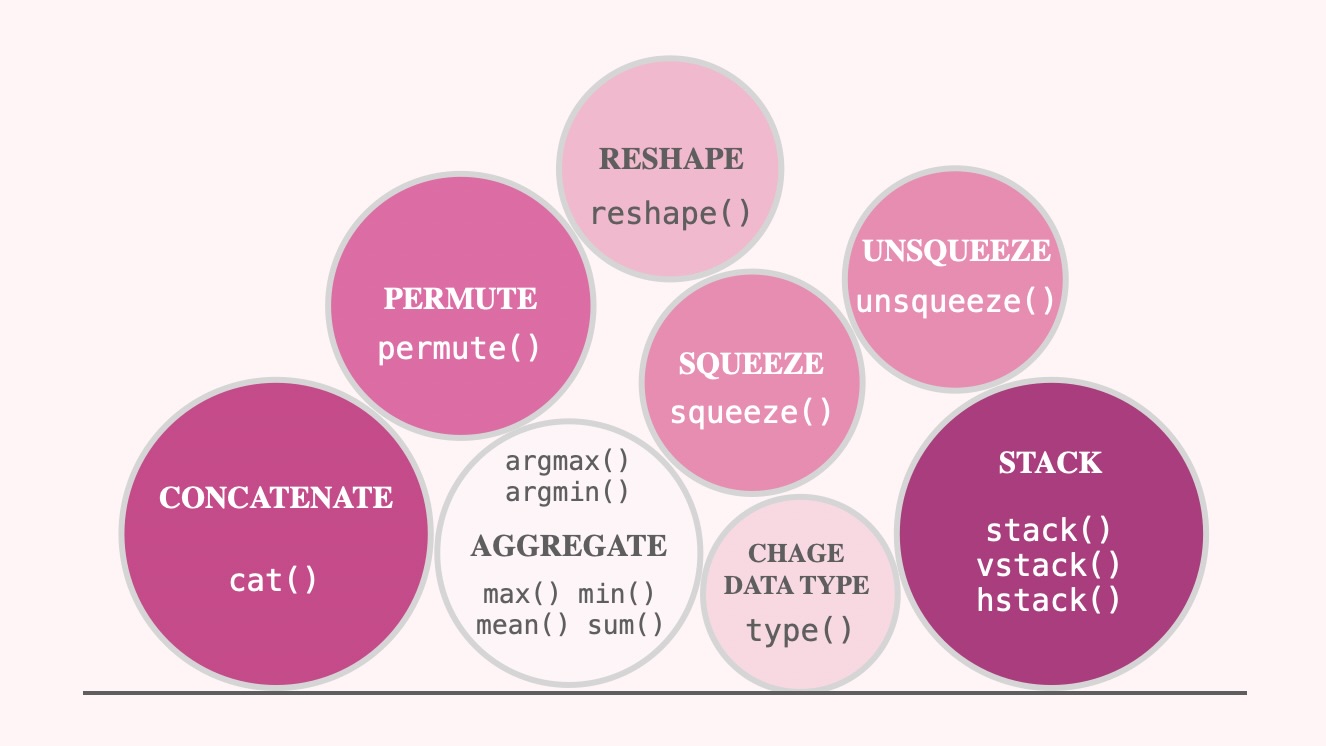 RESHAPE
reshape()
PERMUTE
permute()
UNSQUEEZE
unsqueeze()
SQUEEZE
squeeze()
CONCATENATE
cat()
argmax()
argmin()
AGGREGATE
max() min()
mean() sum()
CHAGE
DATA TYPE
type()
STACK
stack()
vstack()
hstack()